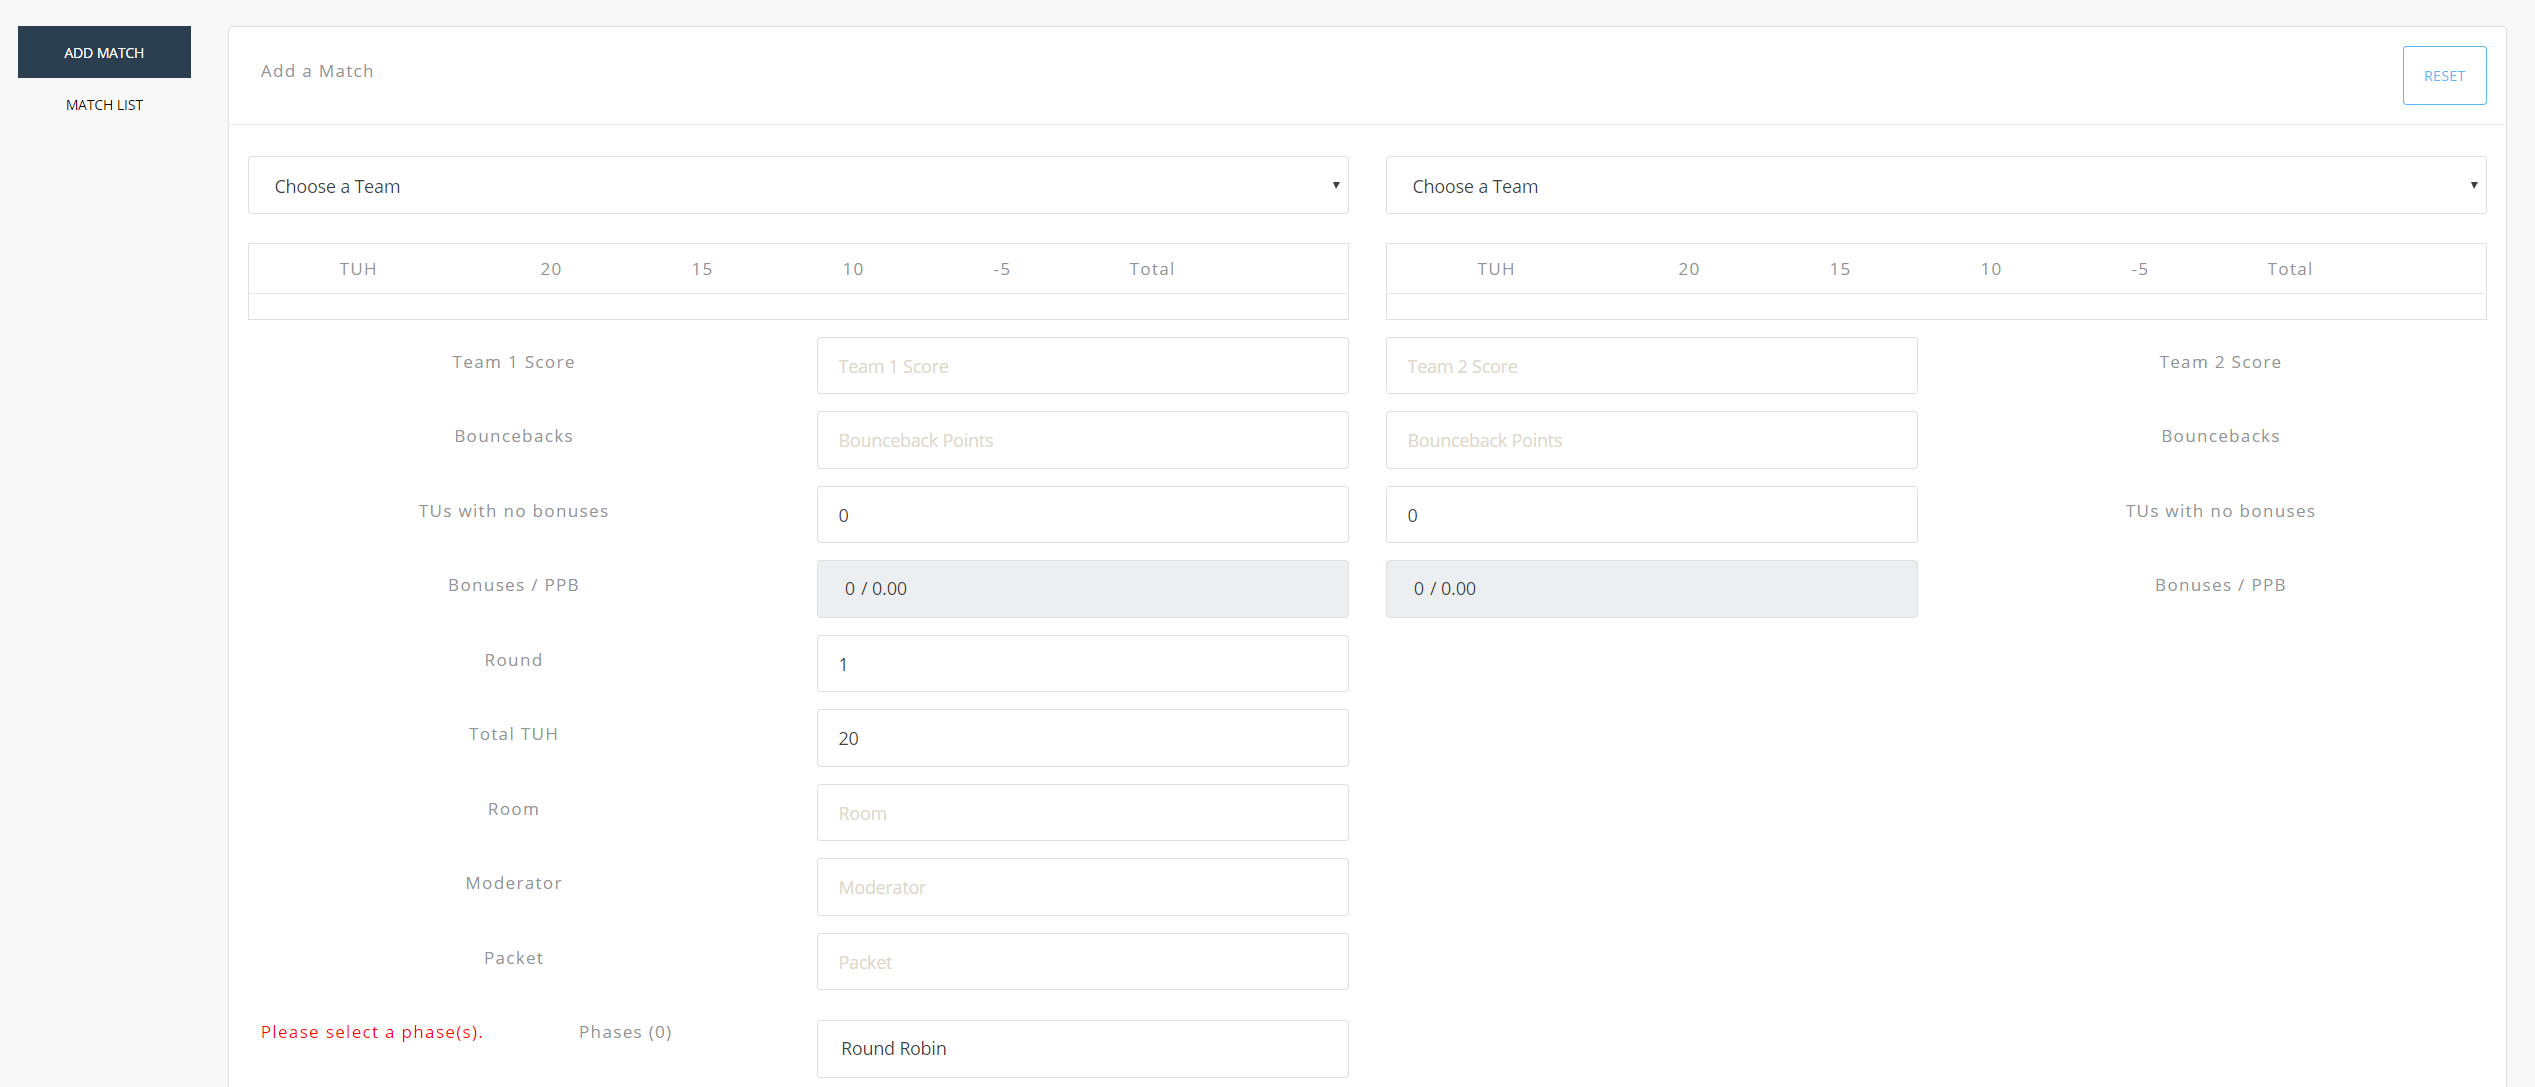 ADD MATCH
MATCH LIST
Add a Match
RESET
Choose a Team
Choose a Team
TUH 20 15 10 -5 Total
TUH 20 15 10 -5 Total
Team 1 Score Team 1 Score Team 2 Score Team 2 Score
Bouncebacks Bounceback Points Bounceback Points Bouncebacks
TUs with no bonuses 0 0 TUs with no bonuses
Bonuses / PPB 0 / 0.00 0 / 0.00 Bonuses / PPB
Round 1
Total TUH 20
Room Room
Moderator Moderator
Packet Packet
Please select a phase(s). Phases (0) Round Robin